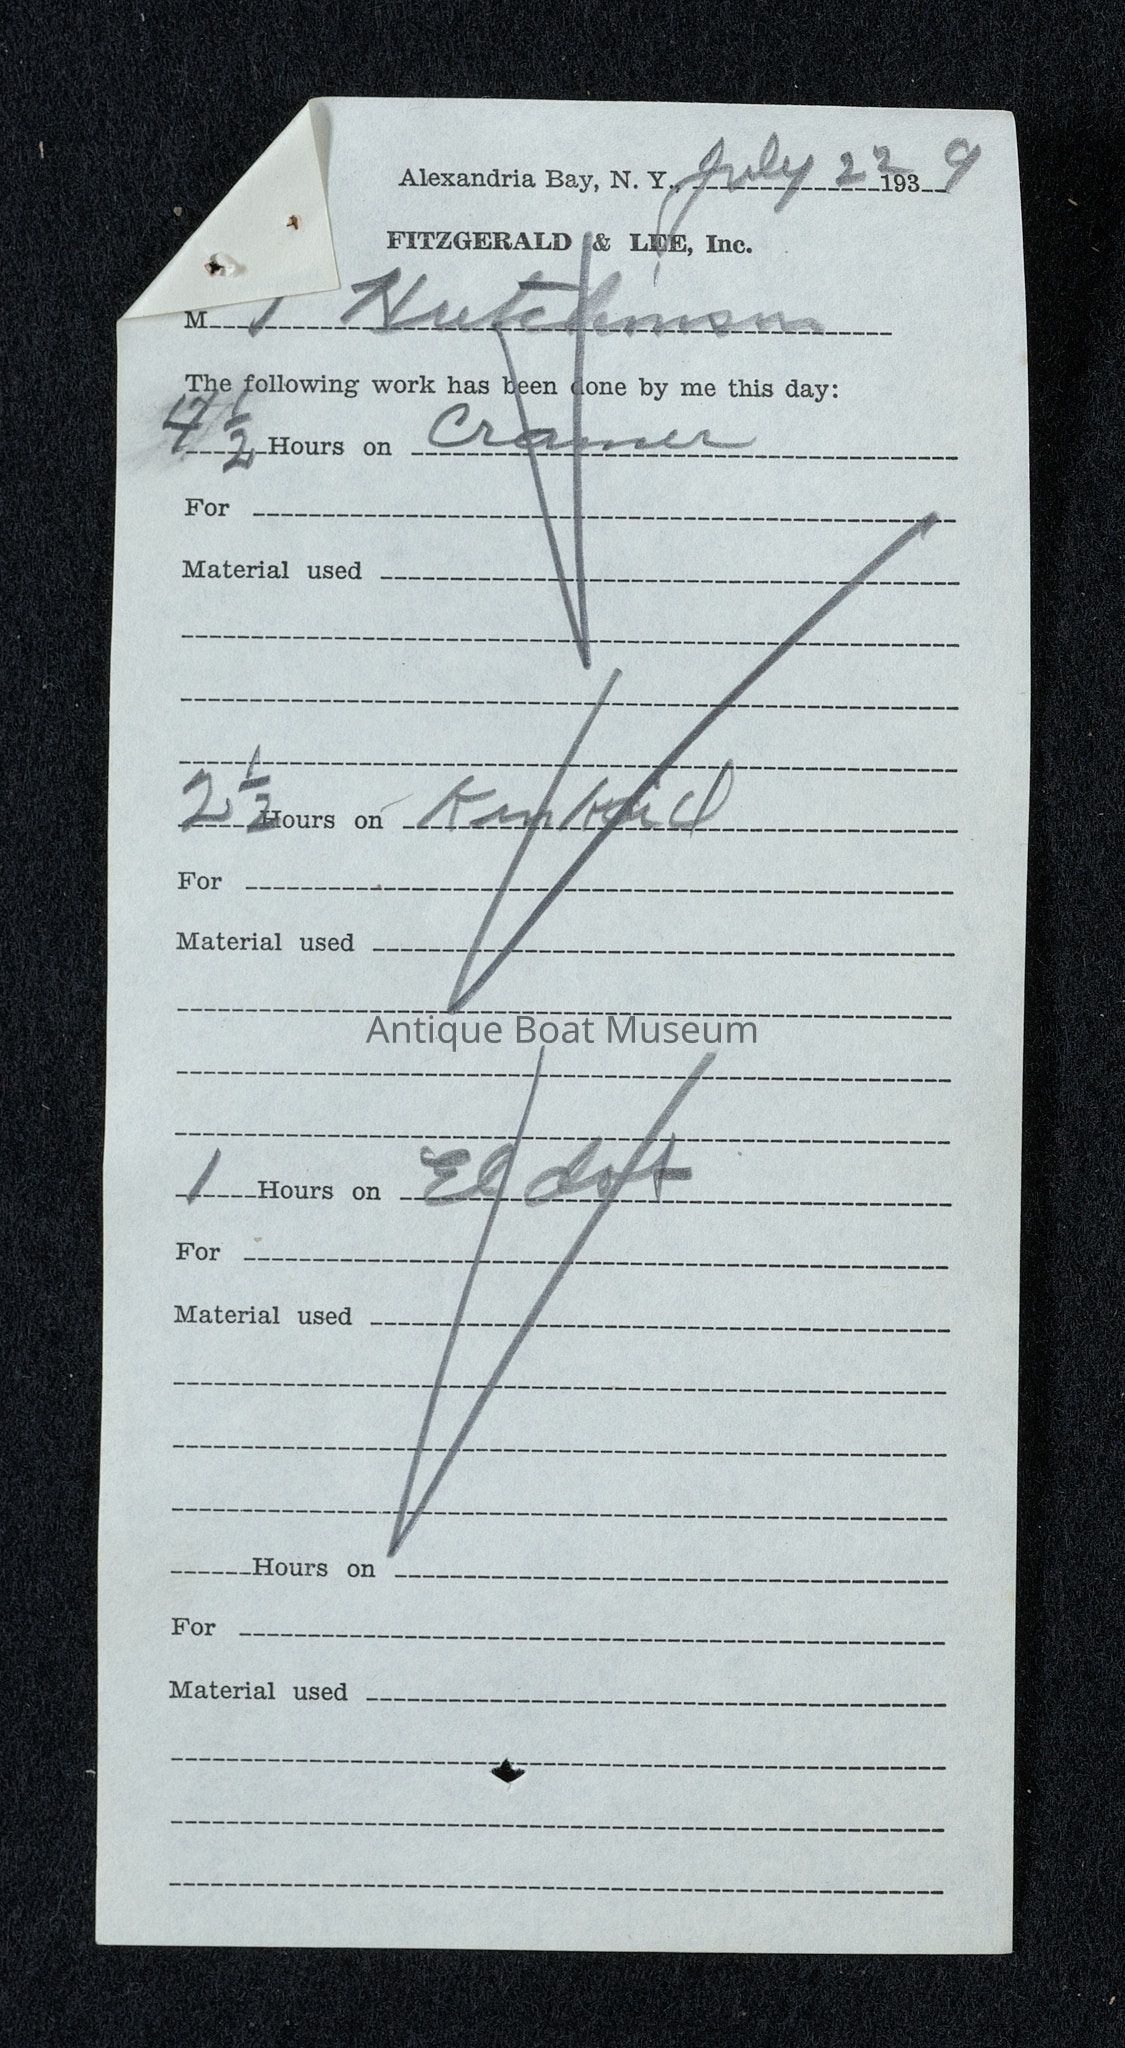 Alexandria Bay, N. Y., July 22 1939
FITZGERALD & LEE, Inc.
M Hutchinson
The following work has been done by me this day:
4 1/2 Hours on Cramer
For
Material used
2 1/2 Hours on Kinkaid
For
Material used
Antique Boat Museum
1 Hours on
For
Material used
Hours on
For
Material used